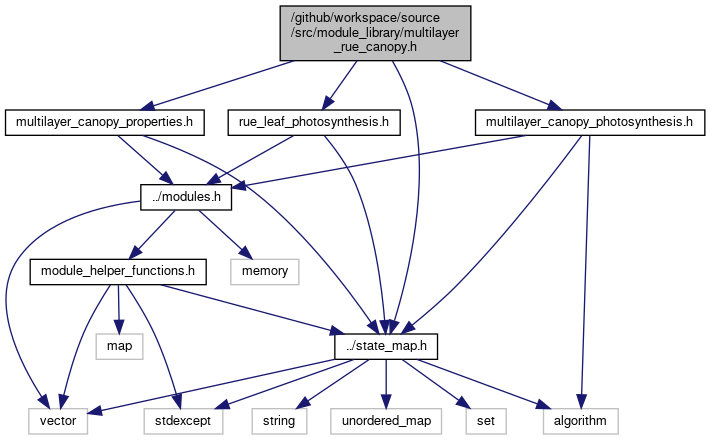 /github/workspace/source
/src/module_library/multilayer
_rue_canopy.h
multilayer_canopy_properties.h
rue_leaf_photosynthesis.h
multilayer_canopy_photosynthesis.h
../modules.h
module_helper_functions.h
memory
map
../state_map.h
vector
stdexcept
string
unordered_map
set
algorithm